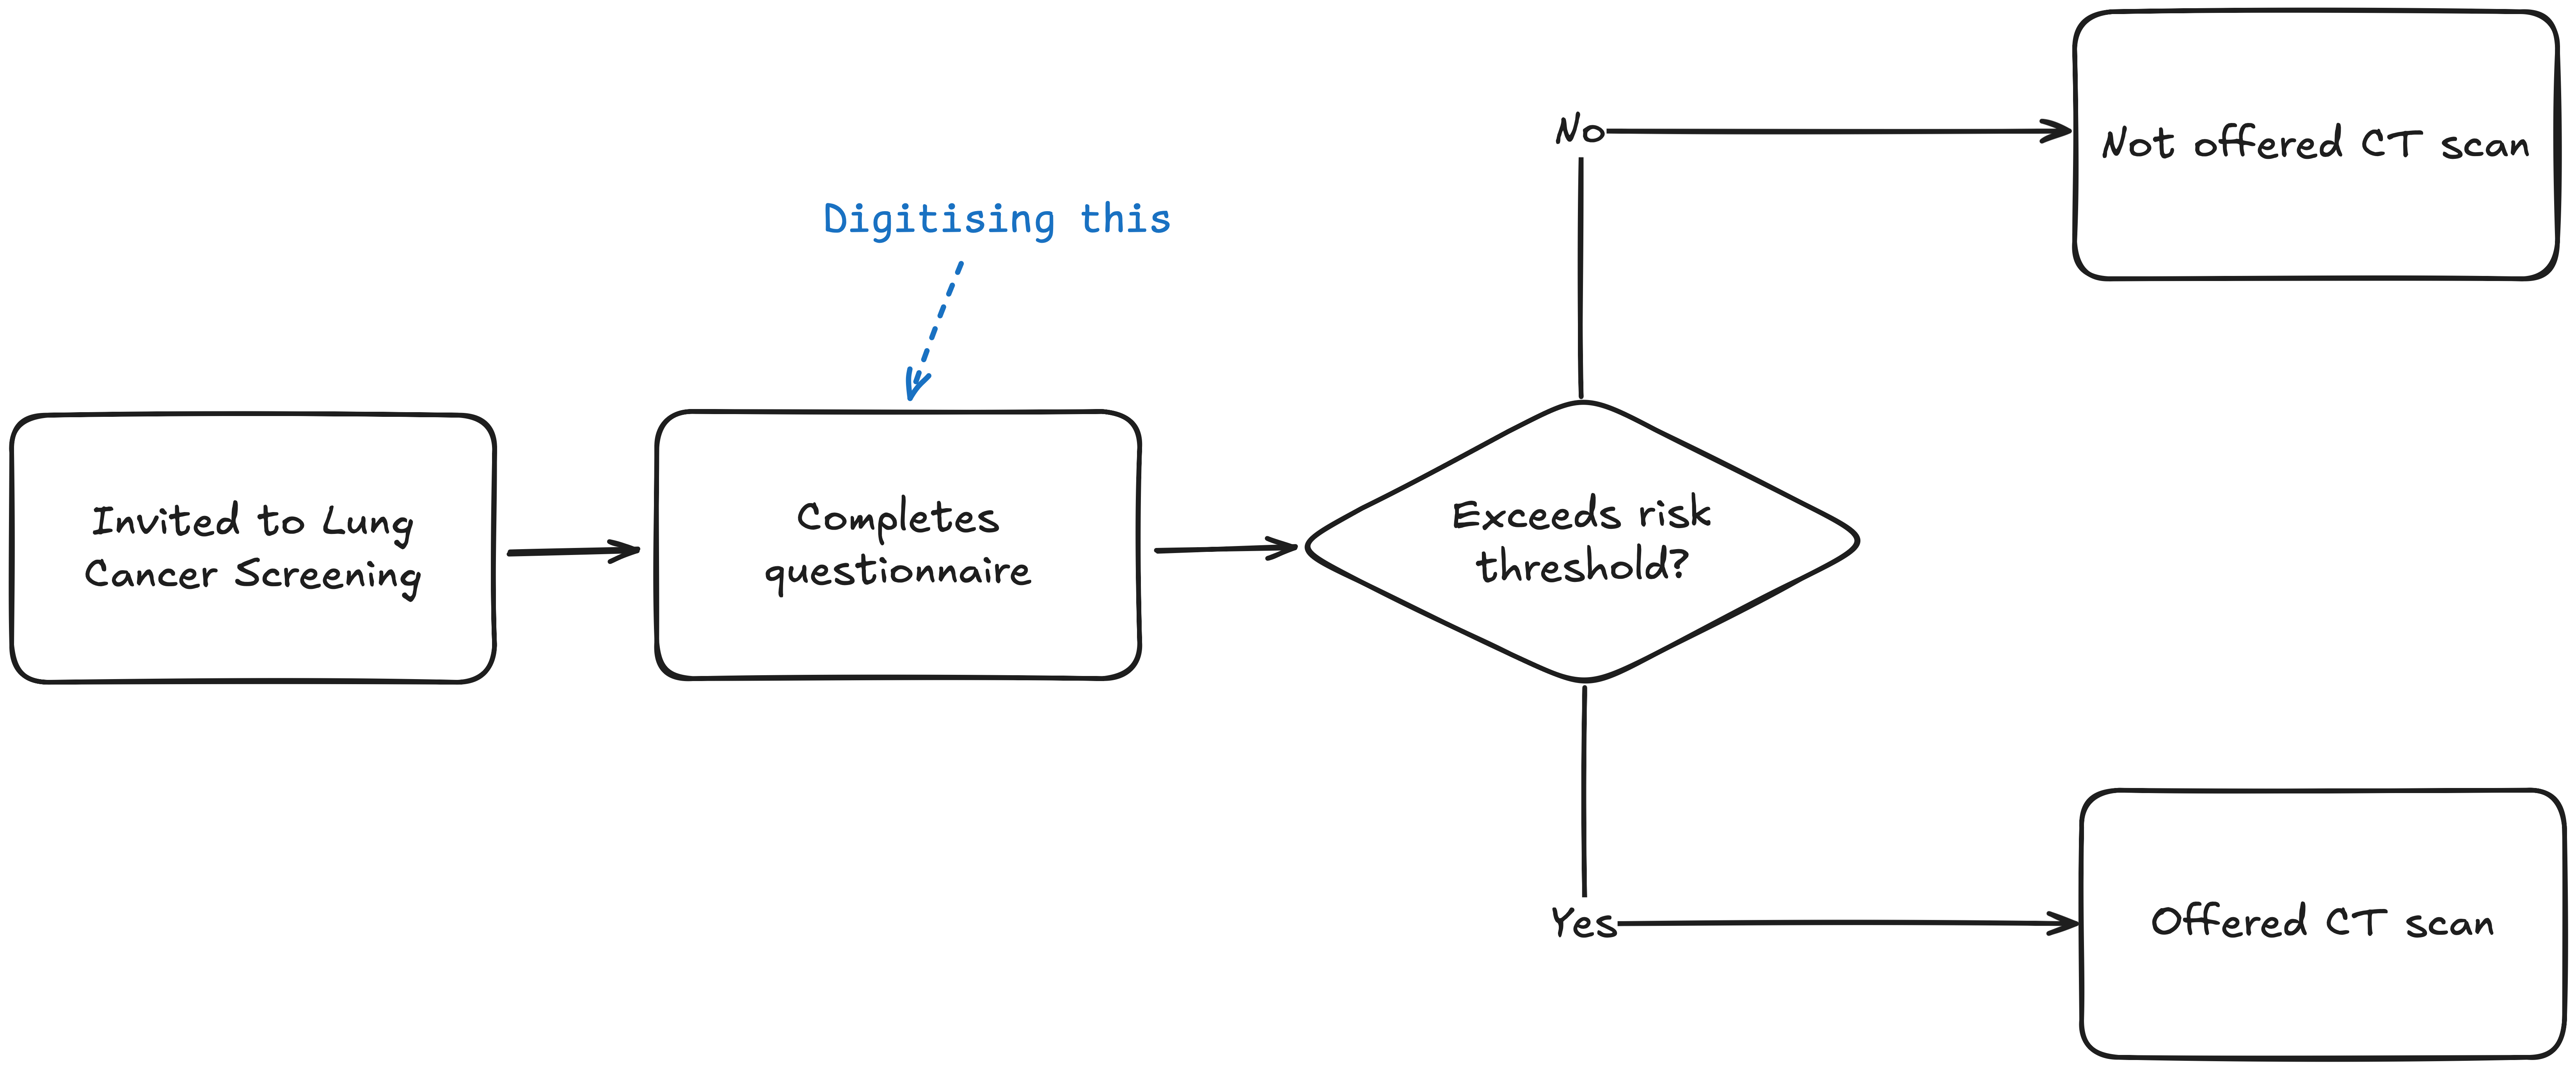 Digitising this
Invited to Lung
Cancer Screening
Completes
questionnaire
Exceeds risk
threshold?
No
Not offered CT scan
Yes
Offered CT scan